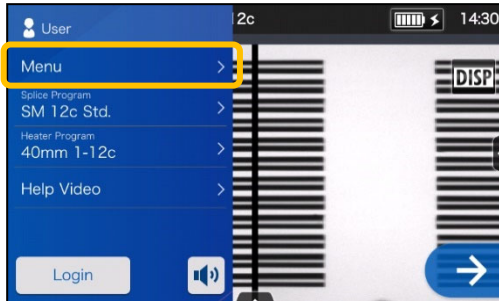 User
2c
14:30
Menu
DISP
Splice Program
SM 12c Std.
Heater Program
40mm 1-12c
Help Video
Login